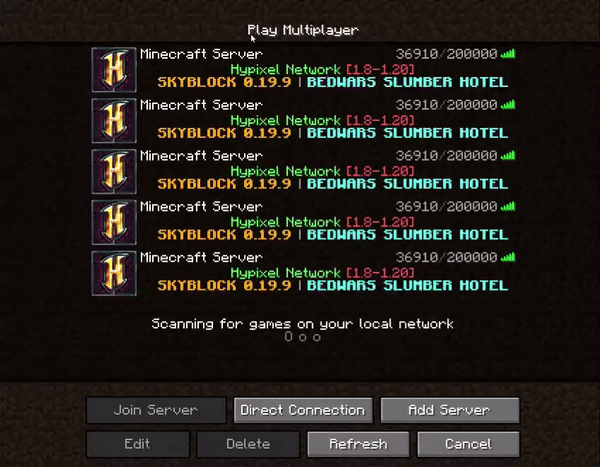 Play Multiplayer
Minecraft Server 36910/200000
Hypixel Network [1.8-1.20]
SKYBLOCK 0.19.9 | BEDWARS SLUMBER HOTEL
Minecraft Server 36910/200000
Hypixel Network [1.8-1.20]
SKYBLOCK 0.19.9 | BEDWARS SLUMBER HOTEL
Minecraft Server 36910/200000
Hypixel Network [1.8-1.20]
SKYBLOCK 0.19.9 | BEDWARS SLUMBER HOTEL
Minecraft Server 36910/200000
Hypixel Network [1.8-1.20]
SKYBLOCK 0.19.9 | BEDWARS SLUMBER HOTEL
Minecraft Server 36910/200000
Hypixel Network [1.8-1.20]
SKYBLOCK 0.19.9 | BEDWARS SLUMBER HOTEL
Scanning for games on your local network
O o o
Join Server Direct Connection Add Server
Edit Delete Refresh Cancel